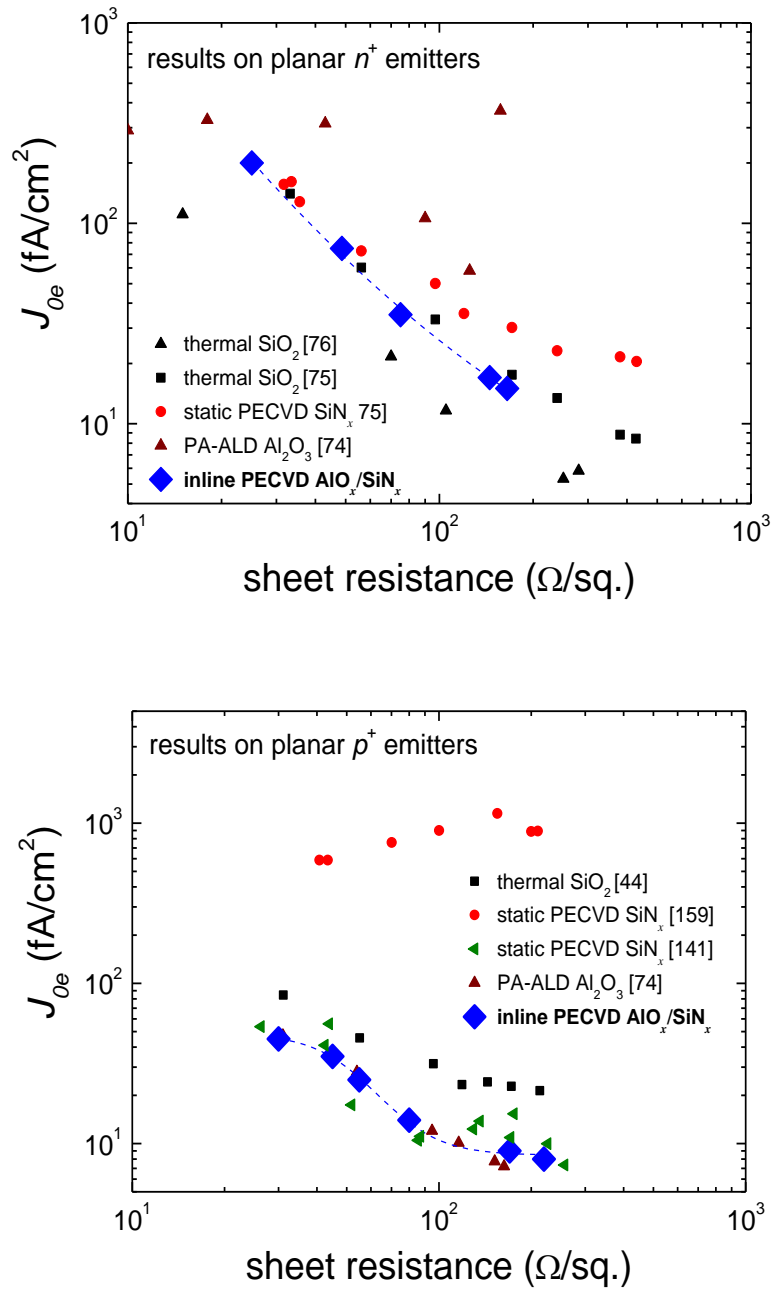 10³
results on planar n⁺ emitters
10²
J₀ₑ (fA/cm²)
thermal SiO₂ [76]
thermal SiO₂ [75]
static PECVD SiNₓ 75]
PA-ALD Al₂O₃ [74]
inline PECVD AlOₓ/SiNₓ
10¹
10¹ 10² 10³
sheet resistance (Ω/sq.)
results on planar p⁺ emitters
10³
J₀ₑ (fA/cm²)
thermal SiO₂ [44]
static PECVD SiNₓ [159]
static PECVD SiNₓ [141]
PA-ALD Al₂O₃ [74]
inline PECVD AlOₓ/SiNₓ
10²
10¹
10¹ 10² 10³
sheet resistance (Ω/sq.)